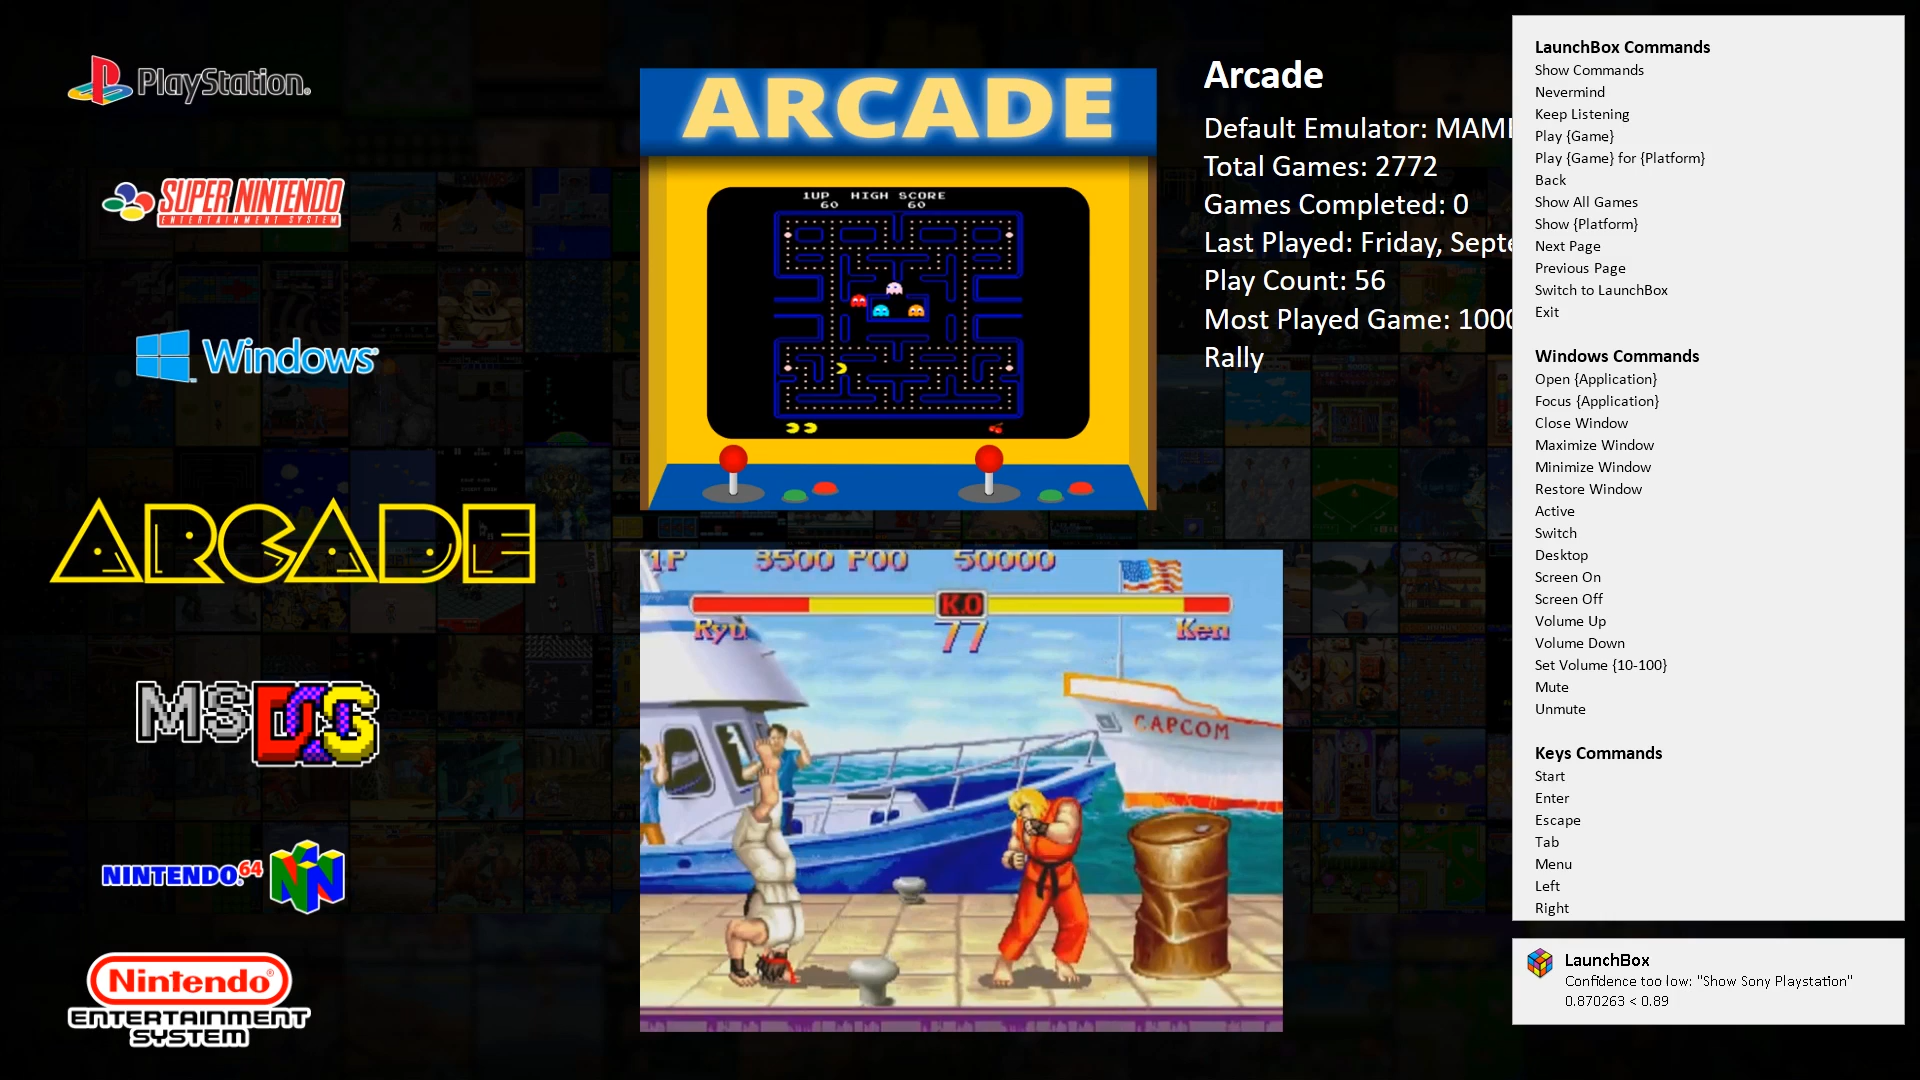 PlayStation®
SUPER NINTENDO
ENTERTAINMENT SYSTEM
Windows®
ARCADE
MS DOS
NINTENDO64
Nintendo®
ENTERTAINMENT
SYSTEM
ARCADE
1UP HIGH SCORE
60 60
1P 3500 P00 50000
K.O
Ryu 77 Ken
CAPCOM
Arcade
Default Emulator: MAM
Total Games: 2772
Games Completed: 0
Last Played: Friday, Septe
Play Count: 56
Most Played Game: 1000
Rally
LaunchBox Commands
Show Commands
Nevermind
Keep Listening
Play {Game}
Play {Game} for {Platform}
Back
Show All Games
Show {Platform}
Next Page
Previous Page
Switch to LaunchBox
Exit
Windows Commands
Open {Application}
Focus {Application}
Close Window
Maximize Window
Minimize Window
Restore Window
Active
Switch
Desktop
Screen On
Screen Off
Volume Up
Volume Down
Set Volume {10-100}
Mute
Unmute
Keys Commands
Start
Enter
Escape
Tab
Menu
Left
Right
LaunchBox
Confidence too low: "Show Sony Playstation"
0.870263 < 0.89